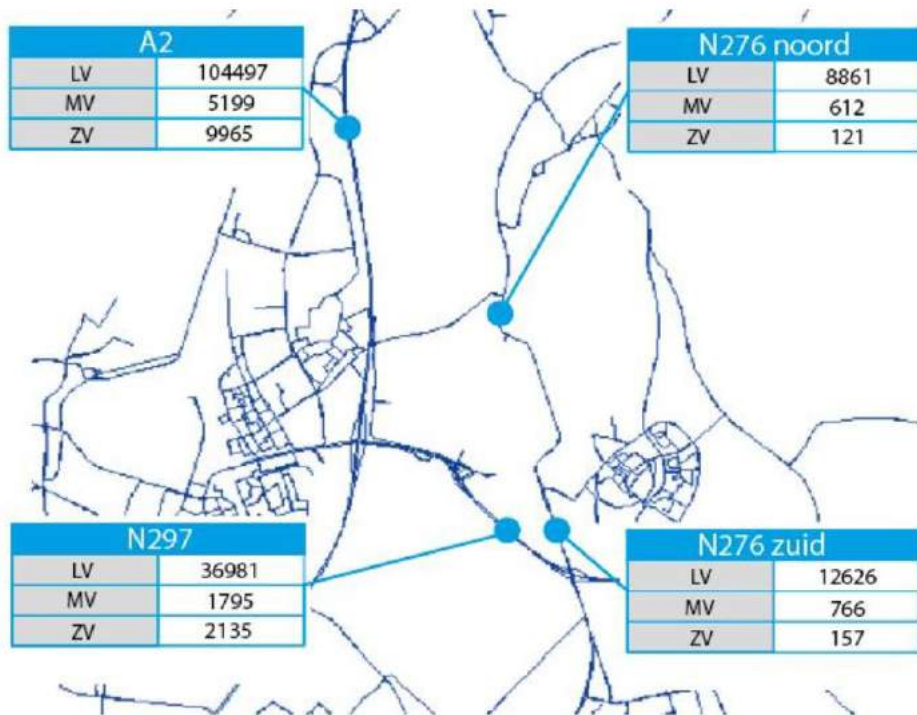 A2
LV 104497
MV 5199
ZV 9965
N276 noord
LV 8861
MV 612
ZV 121
N297
LV 36981
MV 1795
ZV 2135
N276 zuid
LV 12626
MV 766
ZV 157